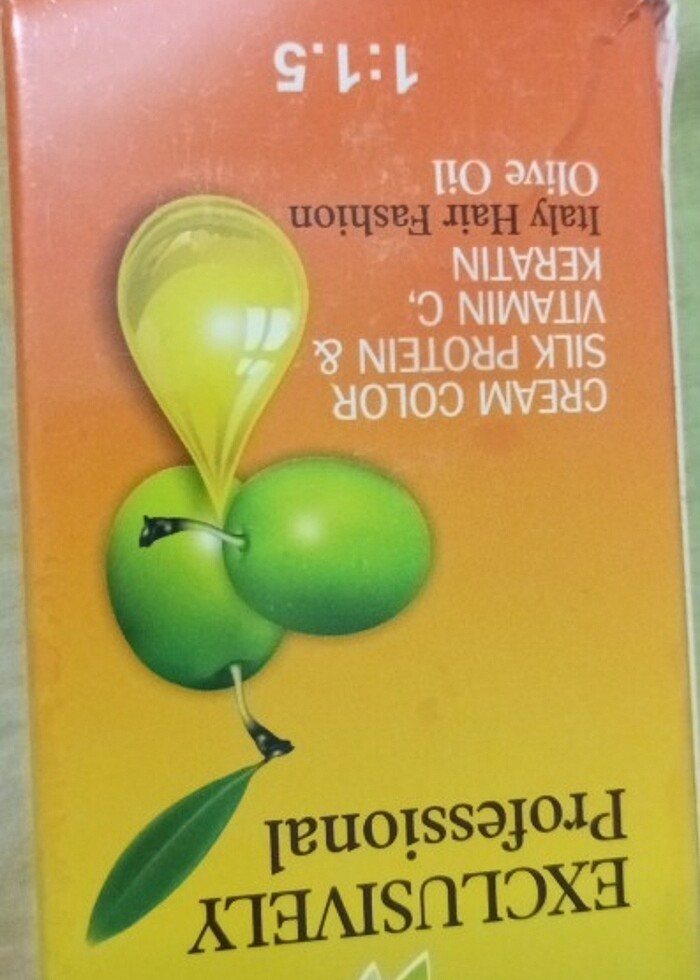 EXCLUSIVELY
Professional
CREAM COLOR
SILK PROTEIN &
VITAMIN C,
KERATIN
Italy Hair Fashion
Olive Oil
1:1.5